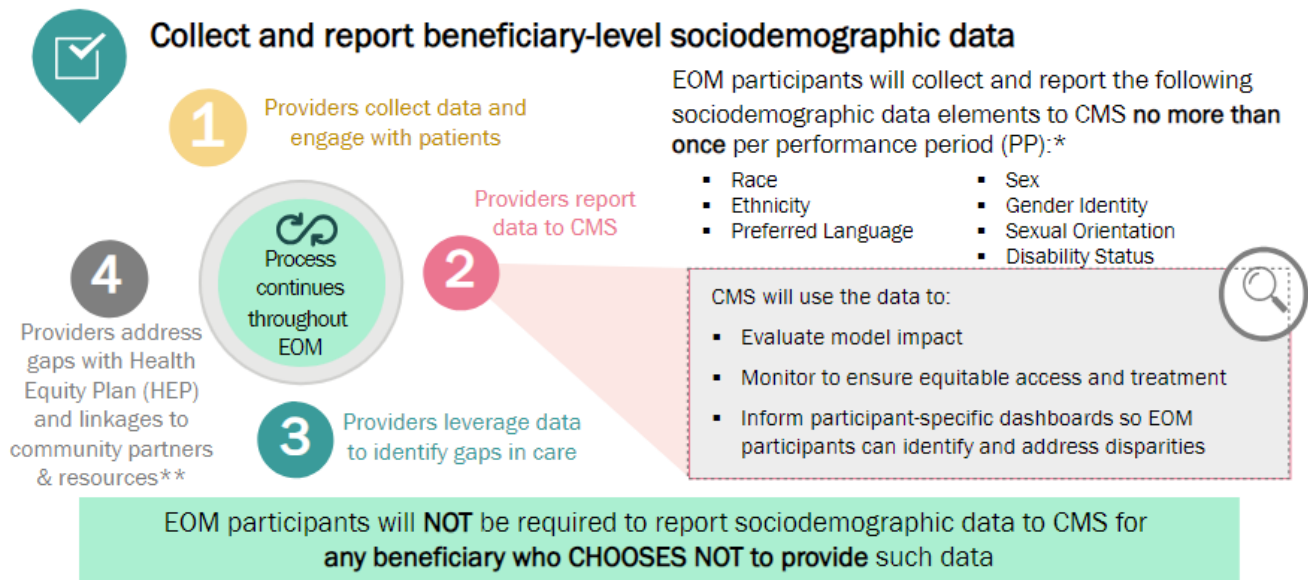 Collect and report beneficiary-level sociodemographic data
1
Providers collect data and
engage with patients
Process
continues
throughout
EOM
2
Providers report
data to CMS
3
Providers leverage data
to identify gaps in care
4
Providers address
gaps with Health
Equity Plan (HEP)
and linkages to
community partners
& resources**
EOM participants will collect and report the following
sociodemographic data elements to CMS no more than
once per performance period (PP):*
▪ Race
▪ Ethnicity
▪ Preferred Language
▪ Sex
▪ Gender Identity
▪ Sexual Orientation
▪ Disability Status
CMS will use the data to:
▪ Evaluate model impact
▪ Monitor to ensure equitable access and treatment
▪ Inform participant-specific dashboards so EOM
participants can identify and address disparities
EOM participants will NOT be required to report sociodemographic data to CMS for
any beneficiary who CHOOSES NOT to provide such data